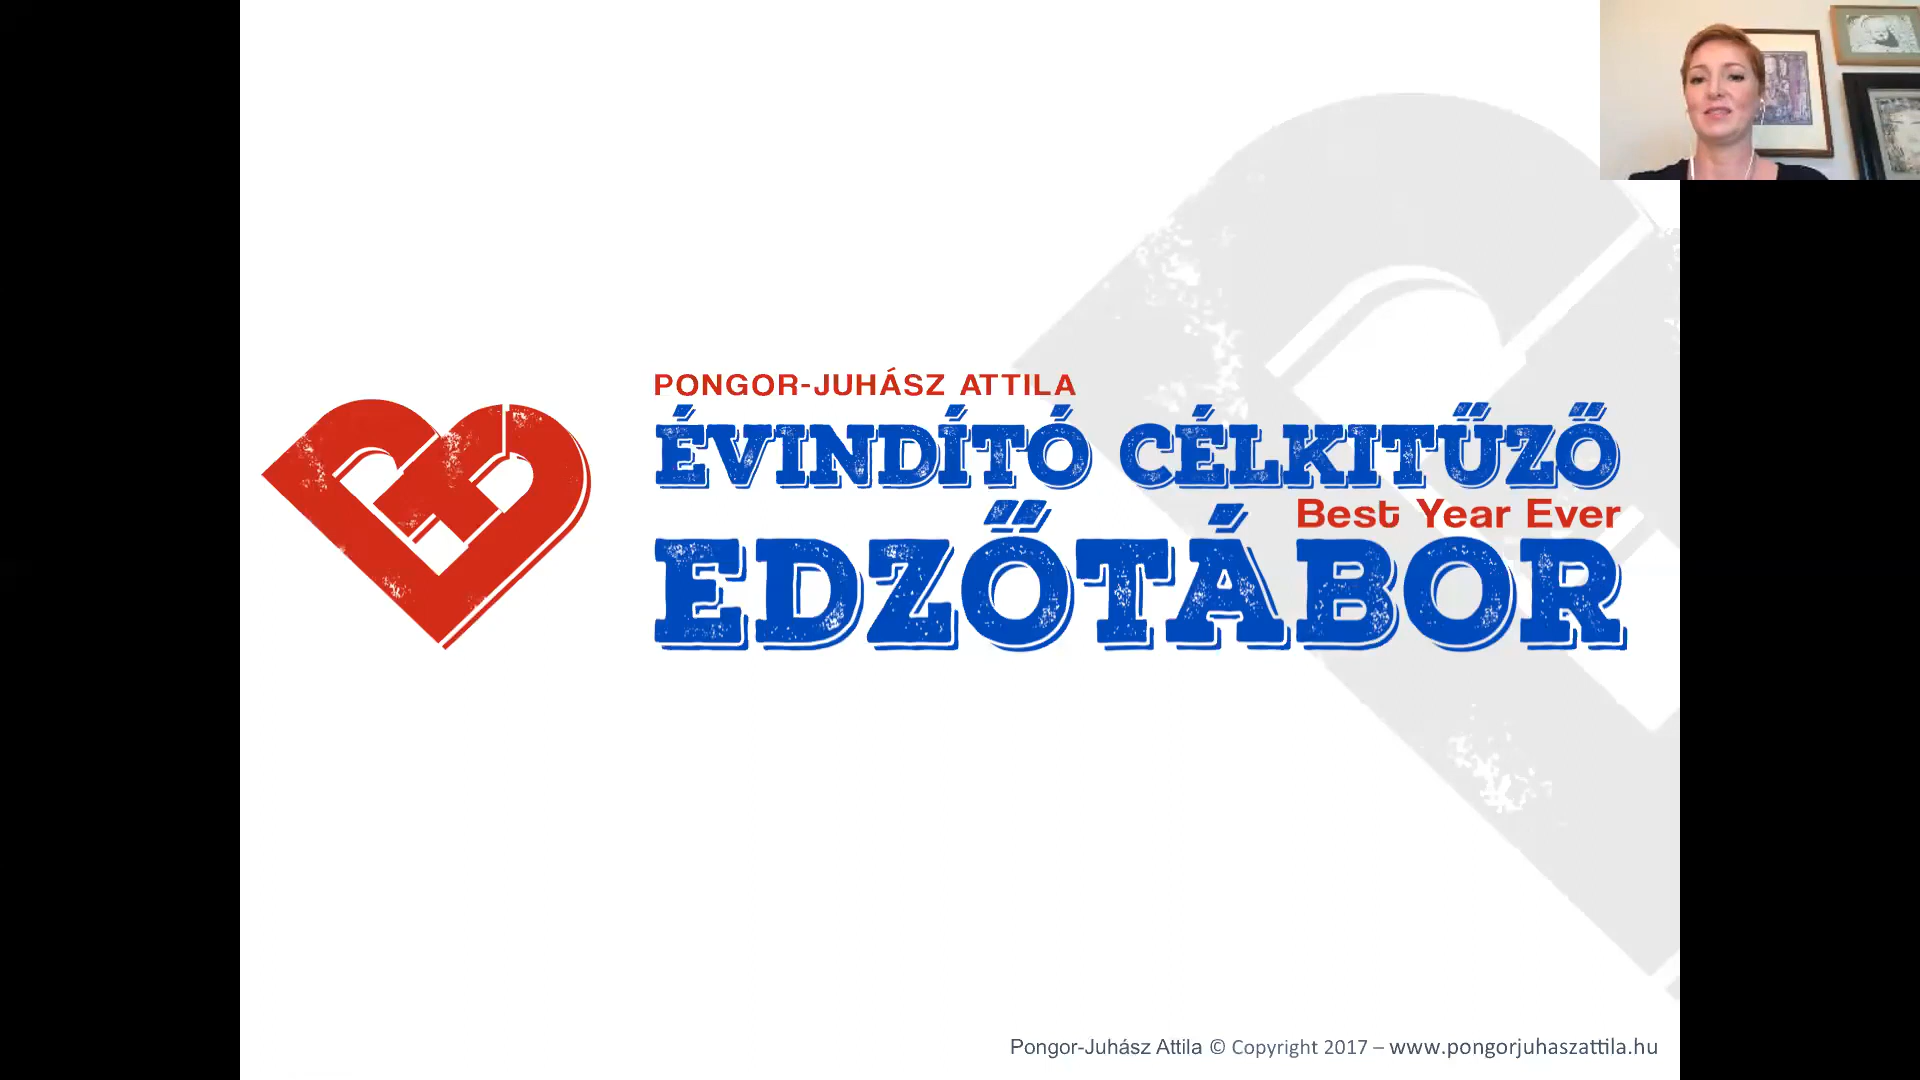 PONGOR-JUHÁSZ ATTILA
ÉVINDÍTÓ CÉLKITŰZŐ
Best Year Ever
EDZŐTÁBOR
Pongor-Juhász Attila © Copyright 2017 – www.pongorjuhaszattila.hu